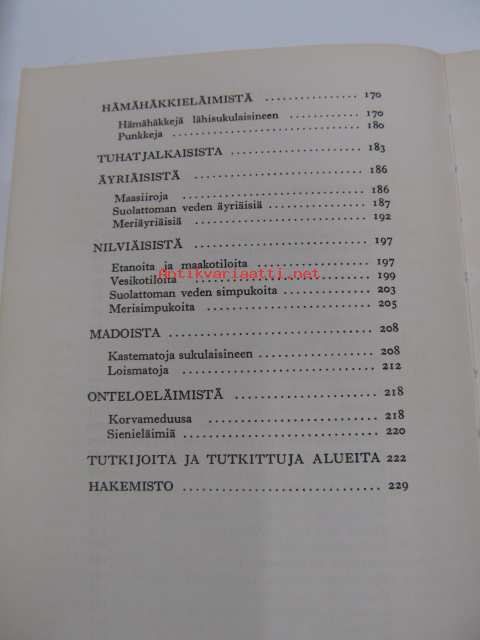 HÄMÄHÄKKIELÄIMISTÄ .............. 170
Hämähäkkejä lähisukulaisineen .......... 170
Punkkeja ............................. 180
TUHATJALKAISISTA .................... 183
ÄYRIÄISISTÄ .......................... 186
Maasiiroja ............................ 186
Suolattoman veden äyriäisiä ............. 187
Meriäyriäisiä .......................... 192
NILVIÄISISTÄ .......................... 197
Etanoita ja maakotiloita ................ 197
Antikvariaatti.net
Vesikotiloita .......................... 199
Suolattoman veden simpukoita .......... 203
Merisimpukoita ........................ 205
MADOISTA .............................. 208
Kastematoja sukulaisineen .............. 208
Loismatoja ............................ 212
ONTELOELÄIMISTÄ .................... 218
Korvameduusa ........................ 218
Sienieläimiä ............................ 220
TUTKIJOITA JA TUTKITTUJA ALUEITA 222
HAKEMISTO .............................. 229